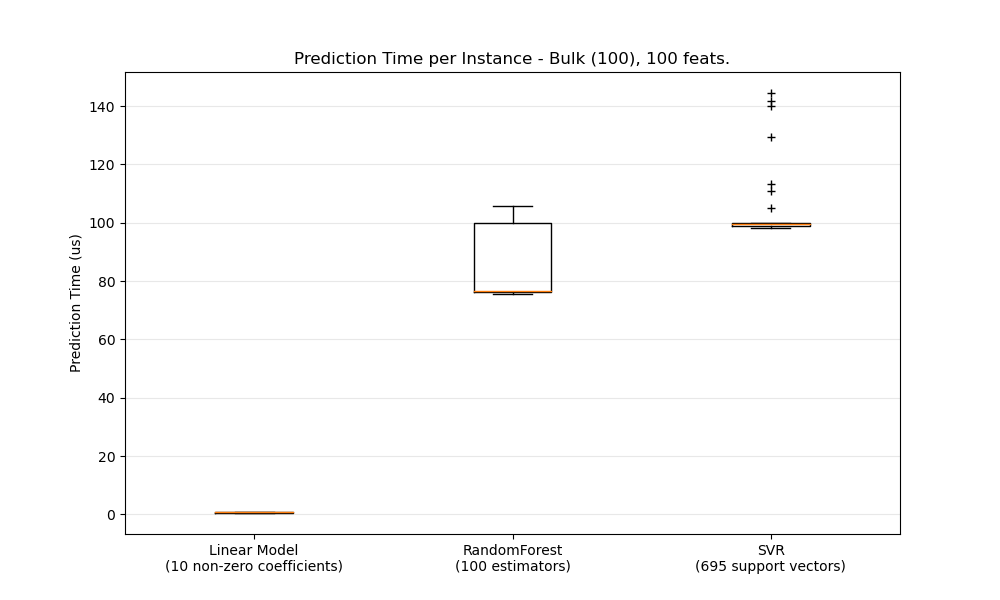 Prediction Time per Instance - Bulk (100), 100 feats.
Prediction Time (us)
140
120
100
80
60
40
20
0
Linear Model
(10 non-zero coefficients)
RandomForest
(100 estimators)
SVR
(695 support vectors)